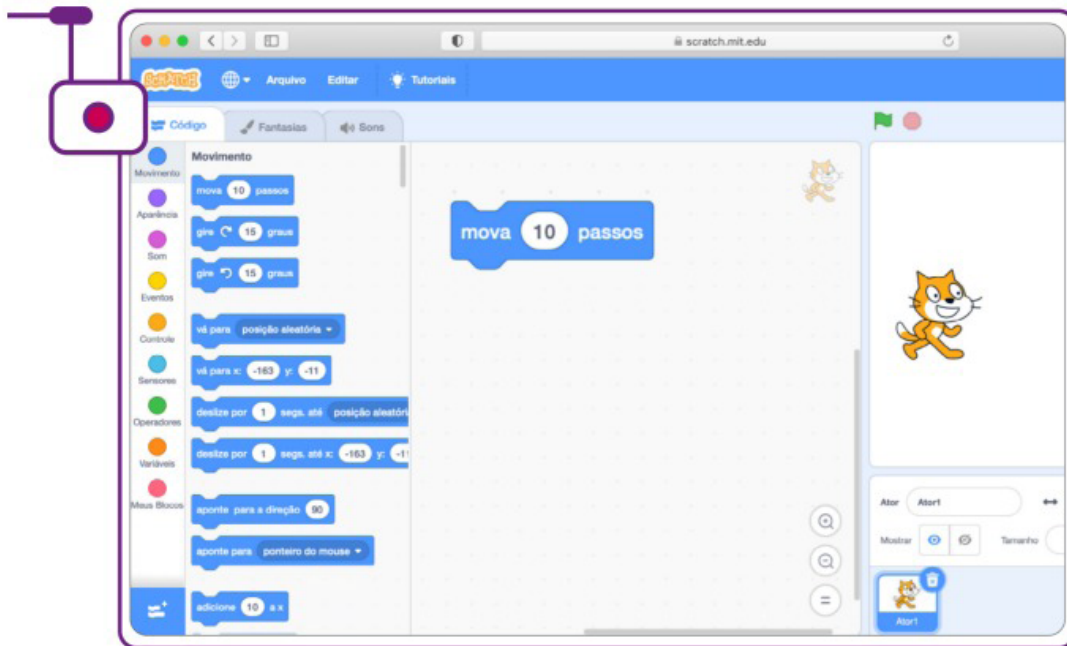 scratch.mit.edu
SCRATCH
Arquivo
Editar
Tutoriais
Código
Fantasias
Sons
Movimento
Aparência
Som
Eventos
Controle
Sensores
Operadores
Variáveis
Meus Blocos
Movimento
mova 10 passos
gire 15 graus
gire 15 graus
vá para posição aleatória
vá para x: -163 y: -11
deslize por 1 segs. até
deslize por 1 segs. até x: -163 y:
aponte para a direção 90
aponte para ponteiro do mouse
adicione 10 a x
mova 10 passos
Ator Ator1
Mostrar
Tamanho
Ator1